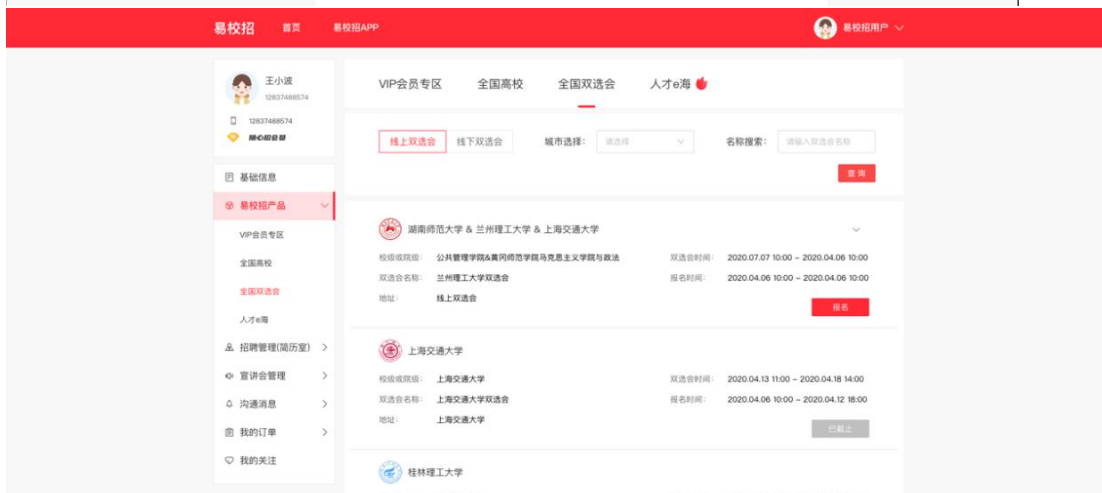 易校招 首页 易校招APP 易校招用户
王小波
12837488574
12837488574
随心招会员
基础信息
易校招产品
VIP会员专区
全国高校
全国双选会
人才e海
招聘管理(简历室)
宣讲会管理
沟通消息
我的订单
我的关注
VIP会员专区 全国高校 全国双选会 人才e海
线上双选会 线下双选会 城市选择: 请选择 名称搜索: 请输入双选会名称
查询
湖南师范大学 & 兰州理工大学 & 上海交通大学
校级或院级: 公共管理学院&黄冈师范学院马克思主义学院与政法 双选会时间: 2020.07.07 10:00 ~ 2020.04.06 10:00
双选会名称: 兰州理工大学双选会 报名时间: 2020.04.06 10:00 ~ 2020.04.06 10:00
地址: 线上双选会
报名
上海交通大学
校级或院级: 上海交通大学 双选会时间: 2020.04.13 11:00 ~ 2020.04.18 14:00
双选会名称: 上海交通大学双选会 报名时间: 2020.04.06 10:00 ~ 2020.04.12 18:00
地址: 上海交通大学
已截止
桂林理工大学